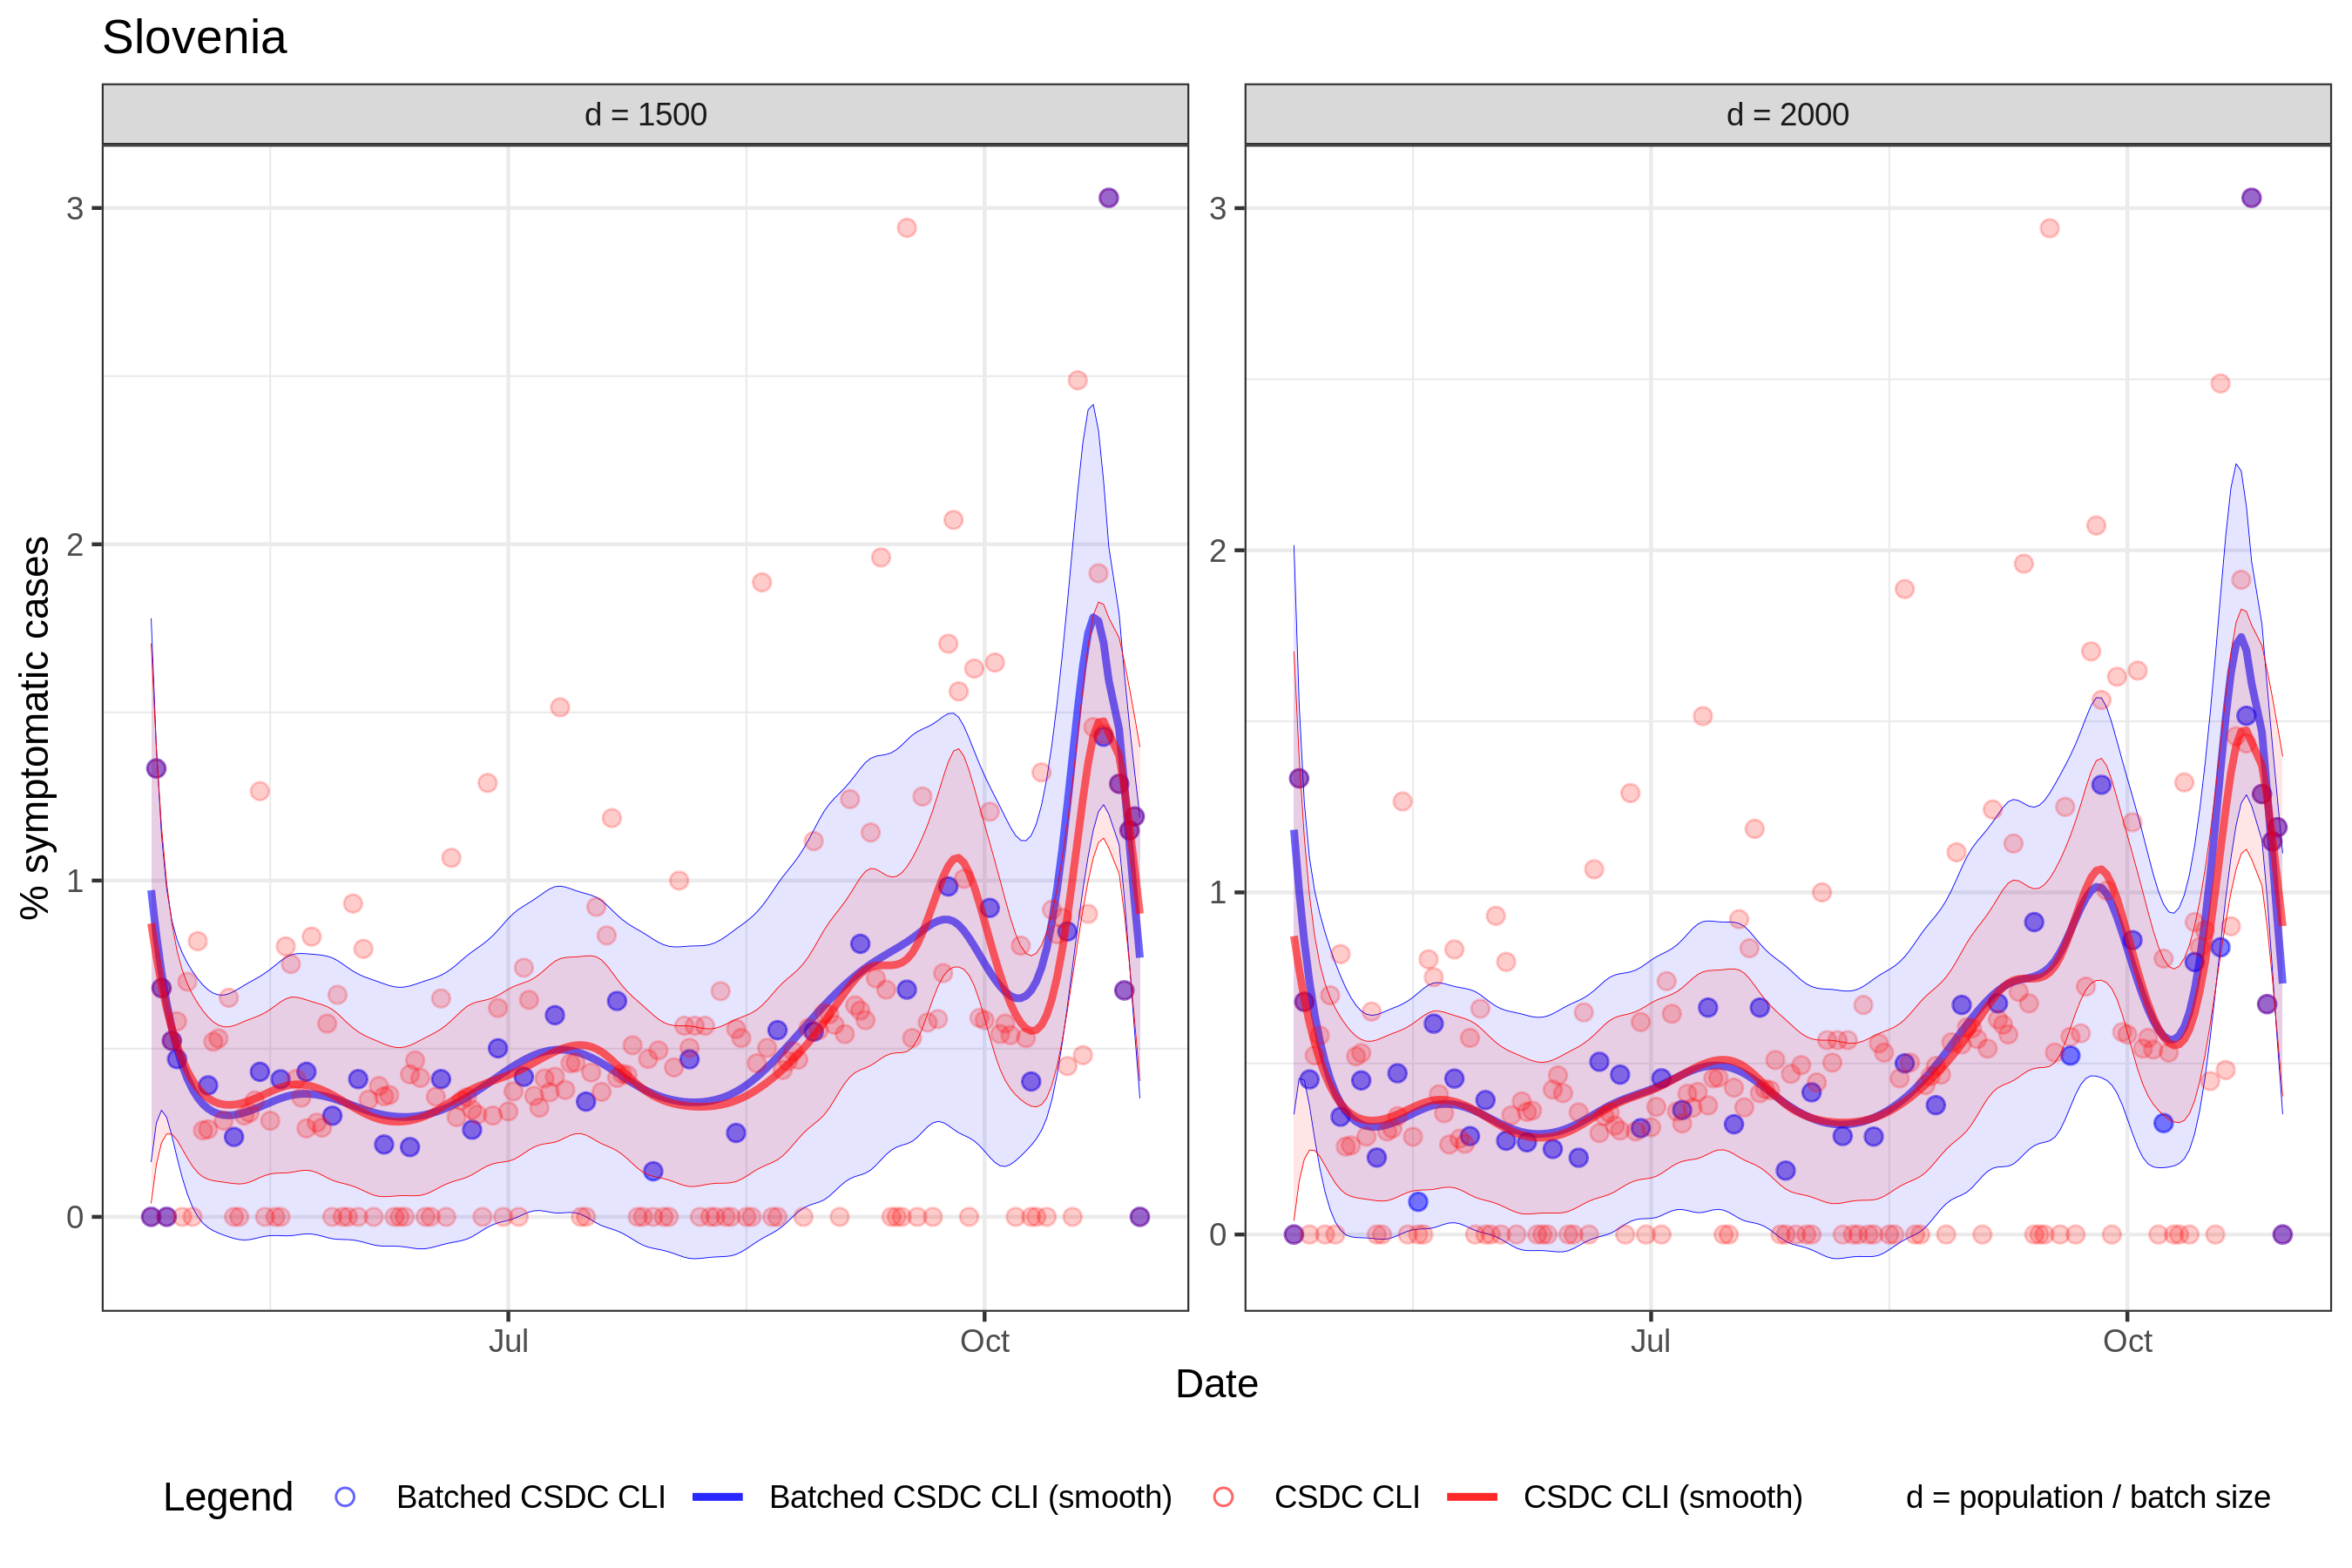 Slovenia
d = 1500
d = 2000
% symptomatic cases
3
2
1
0
3
2
1
0
Jul
Oct
Jul
Oct
Date
Legend
Batched CSDC CLI
Batched CSDC CLI (smooth)
CSDC CLI
CSDC CLI (smooth)
d = population / batch size